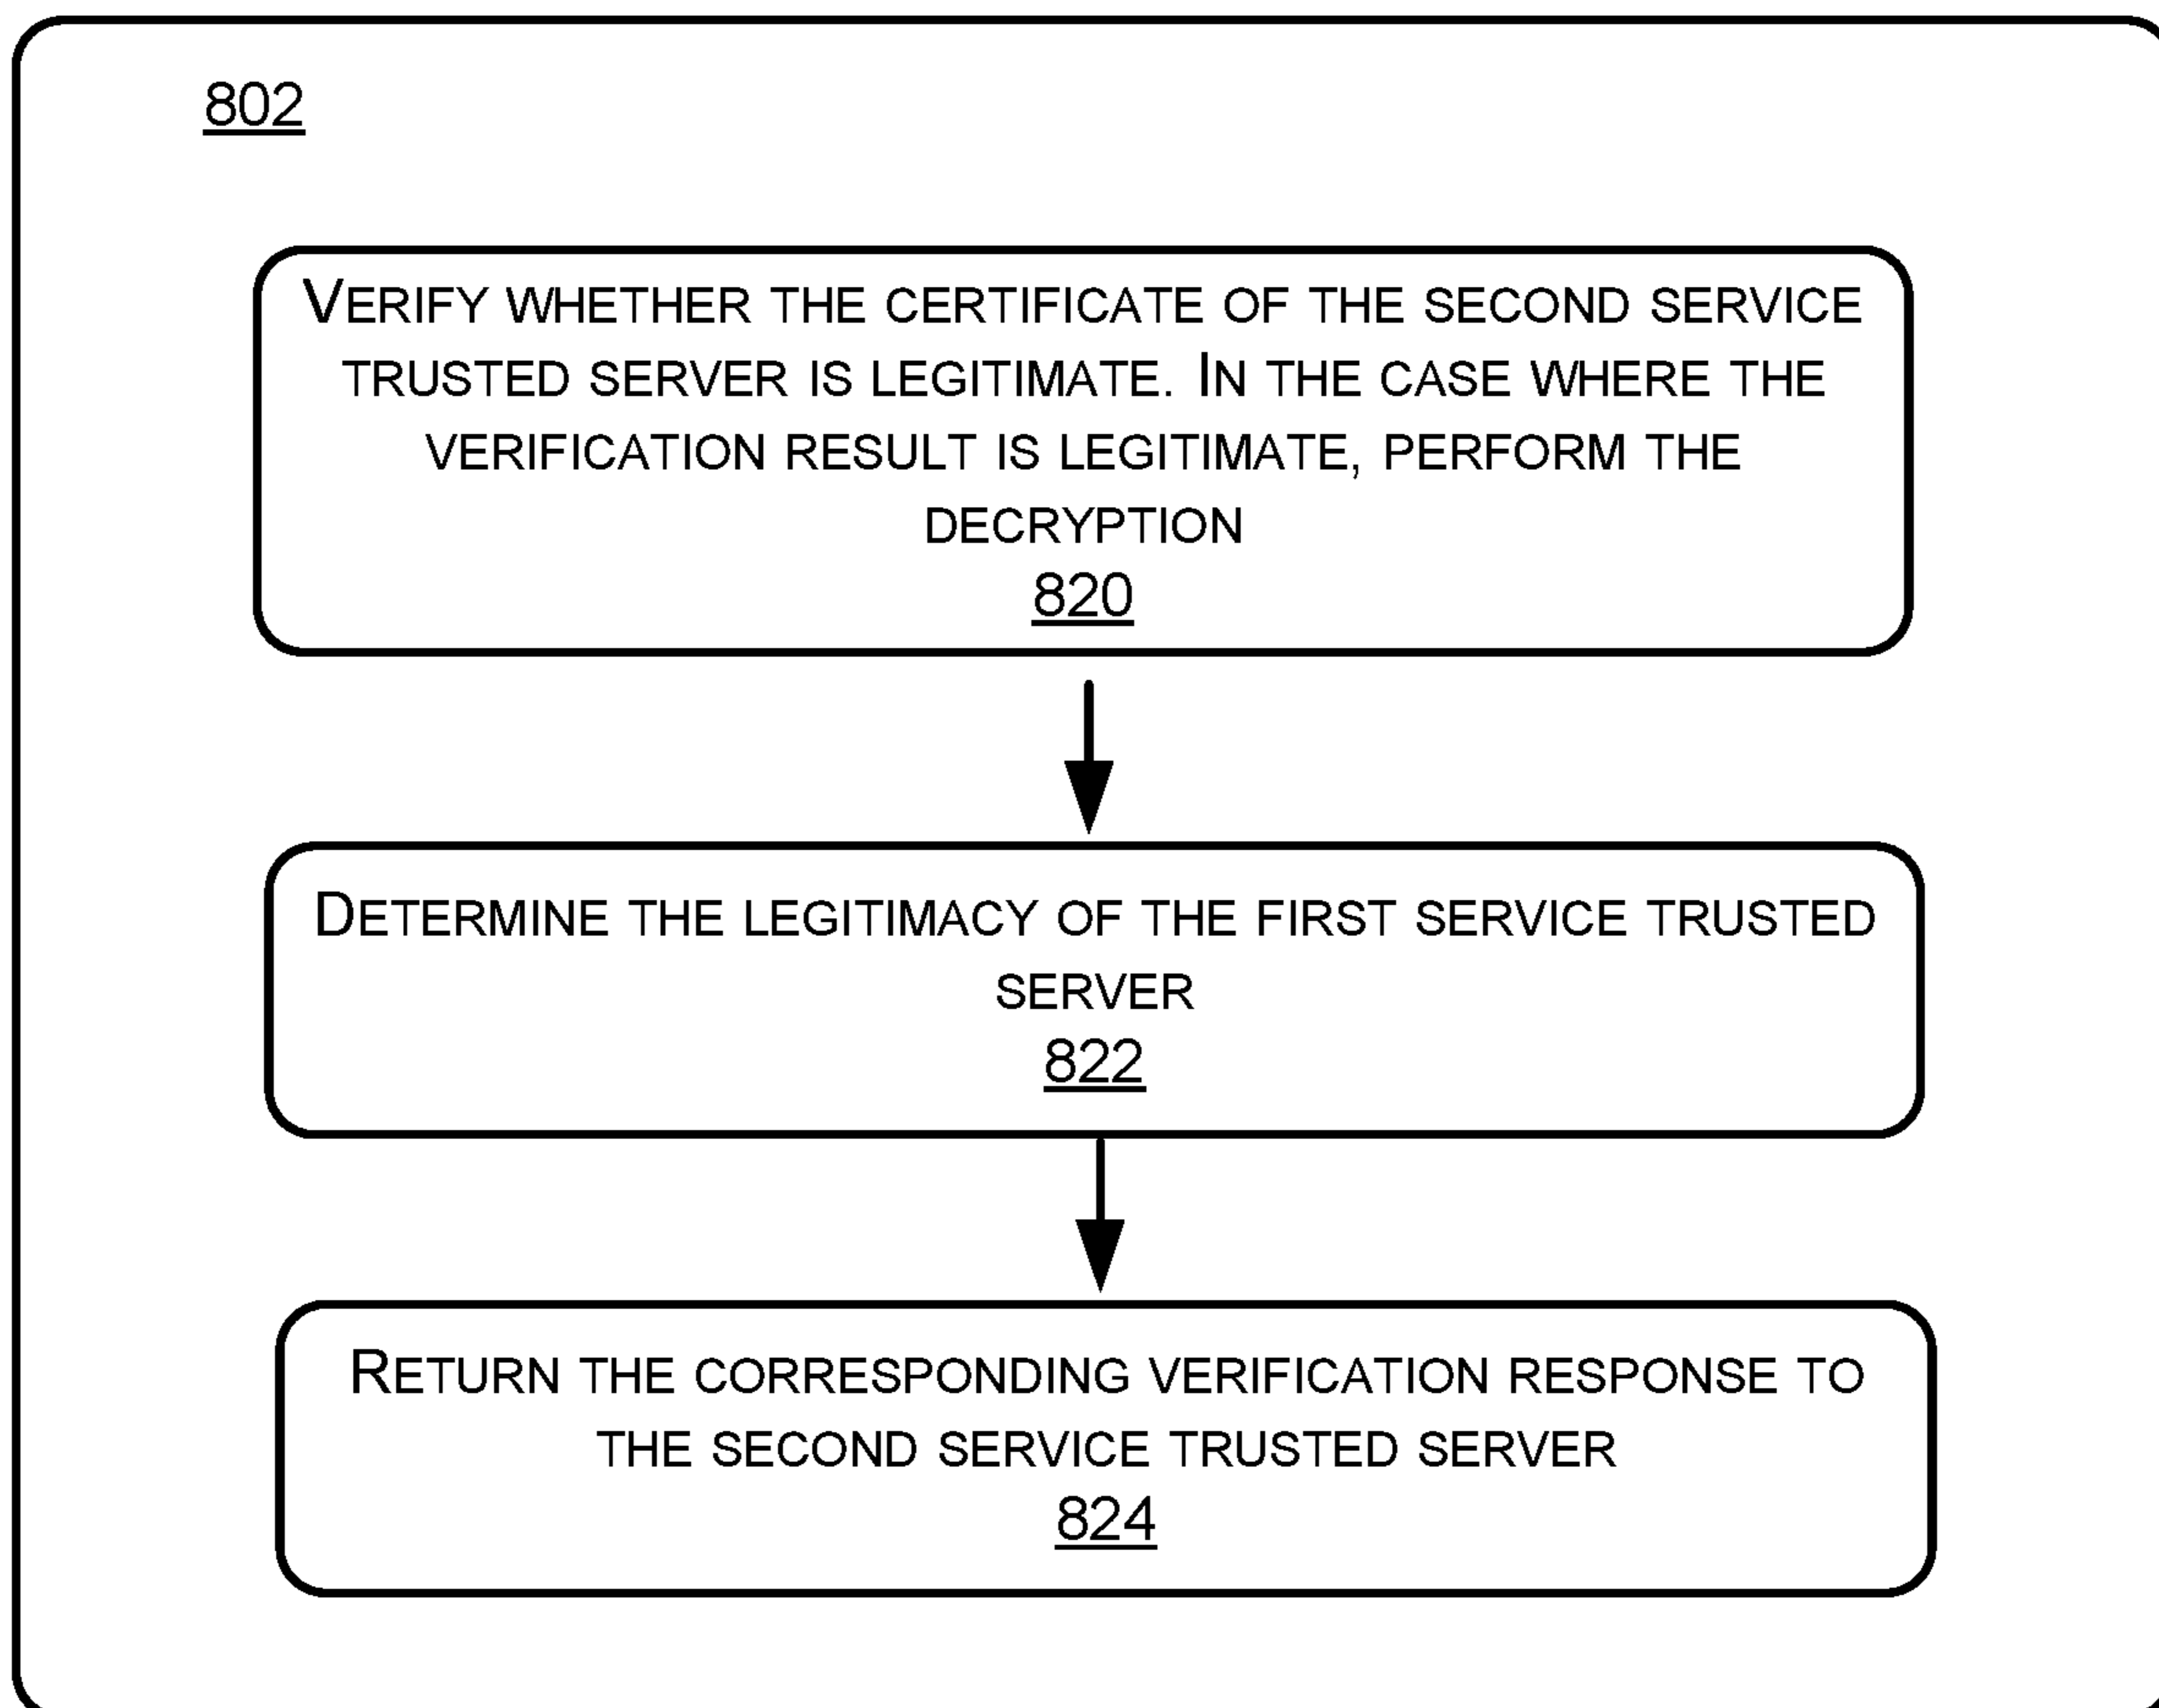 802
VERIFY WHETHER THE CERTIFICATE OF THE SECOND SERVICE
TRUSTED SERVER IS LEGITIMATE. IN THE CASE WHERE THE
VERIFICATION RESULT IS LEGITIMATE, PERFORM THE
DECRYPTION
820
DETERMINE THE LEGITIMACY OF THE FIRST SERVICE TRUSTED
SERVER
822
RETURN THE CORRESPONDING VERIFICATION RESPONSE TO
THE SECOND SERVICE TRUSTED SERVER
824